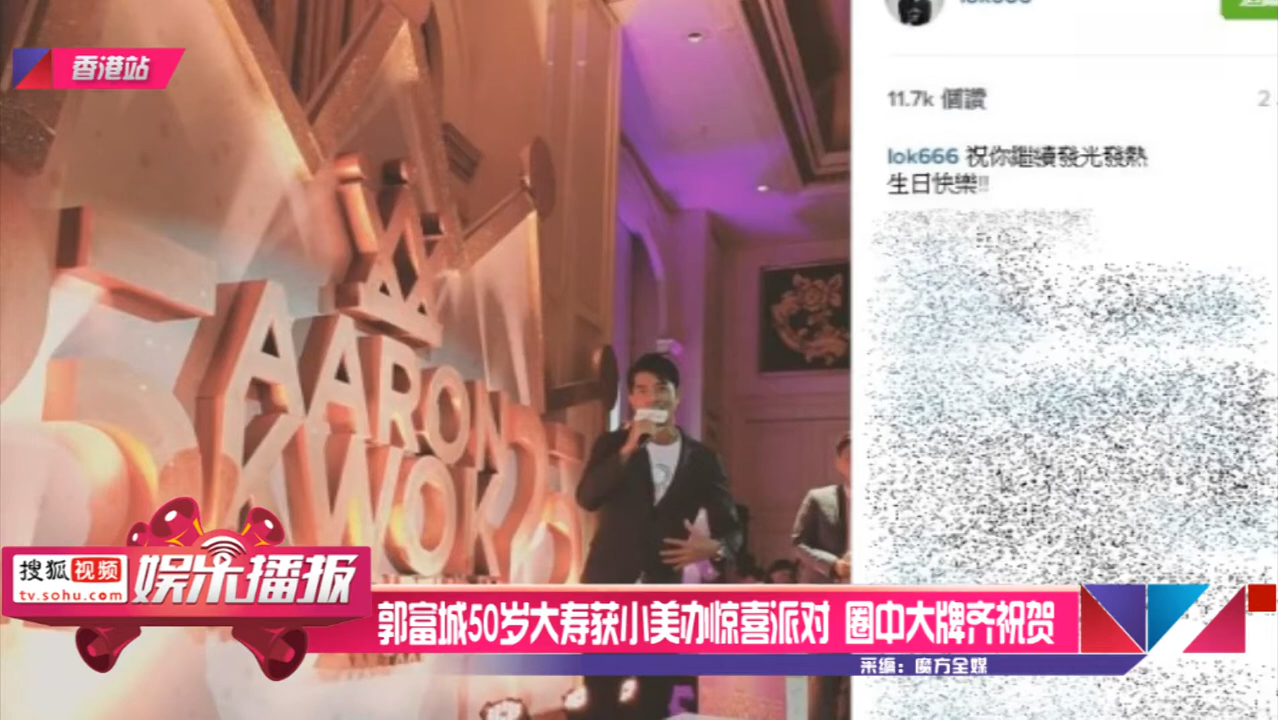 香港站
11.7k 個讚
2
lok666 祝你繼續發光發熱
生日快樂!!
AARON
KWOK
搜狐视频
tv.sohu.com
娱乐播报
郭富城50岁大寿获小美办惊喜派对 圈中大牌齐祝贺
采编：魔方全媒